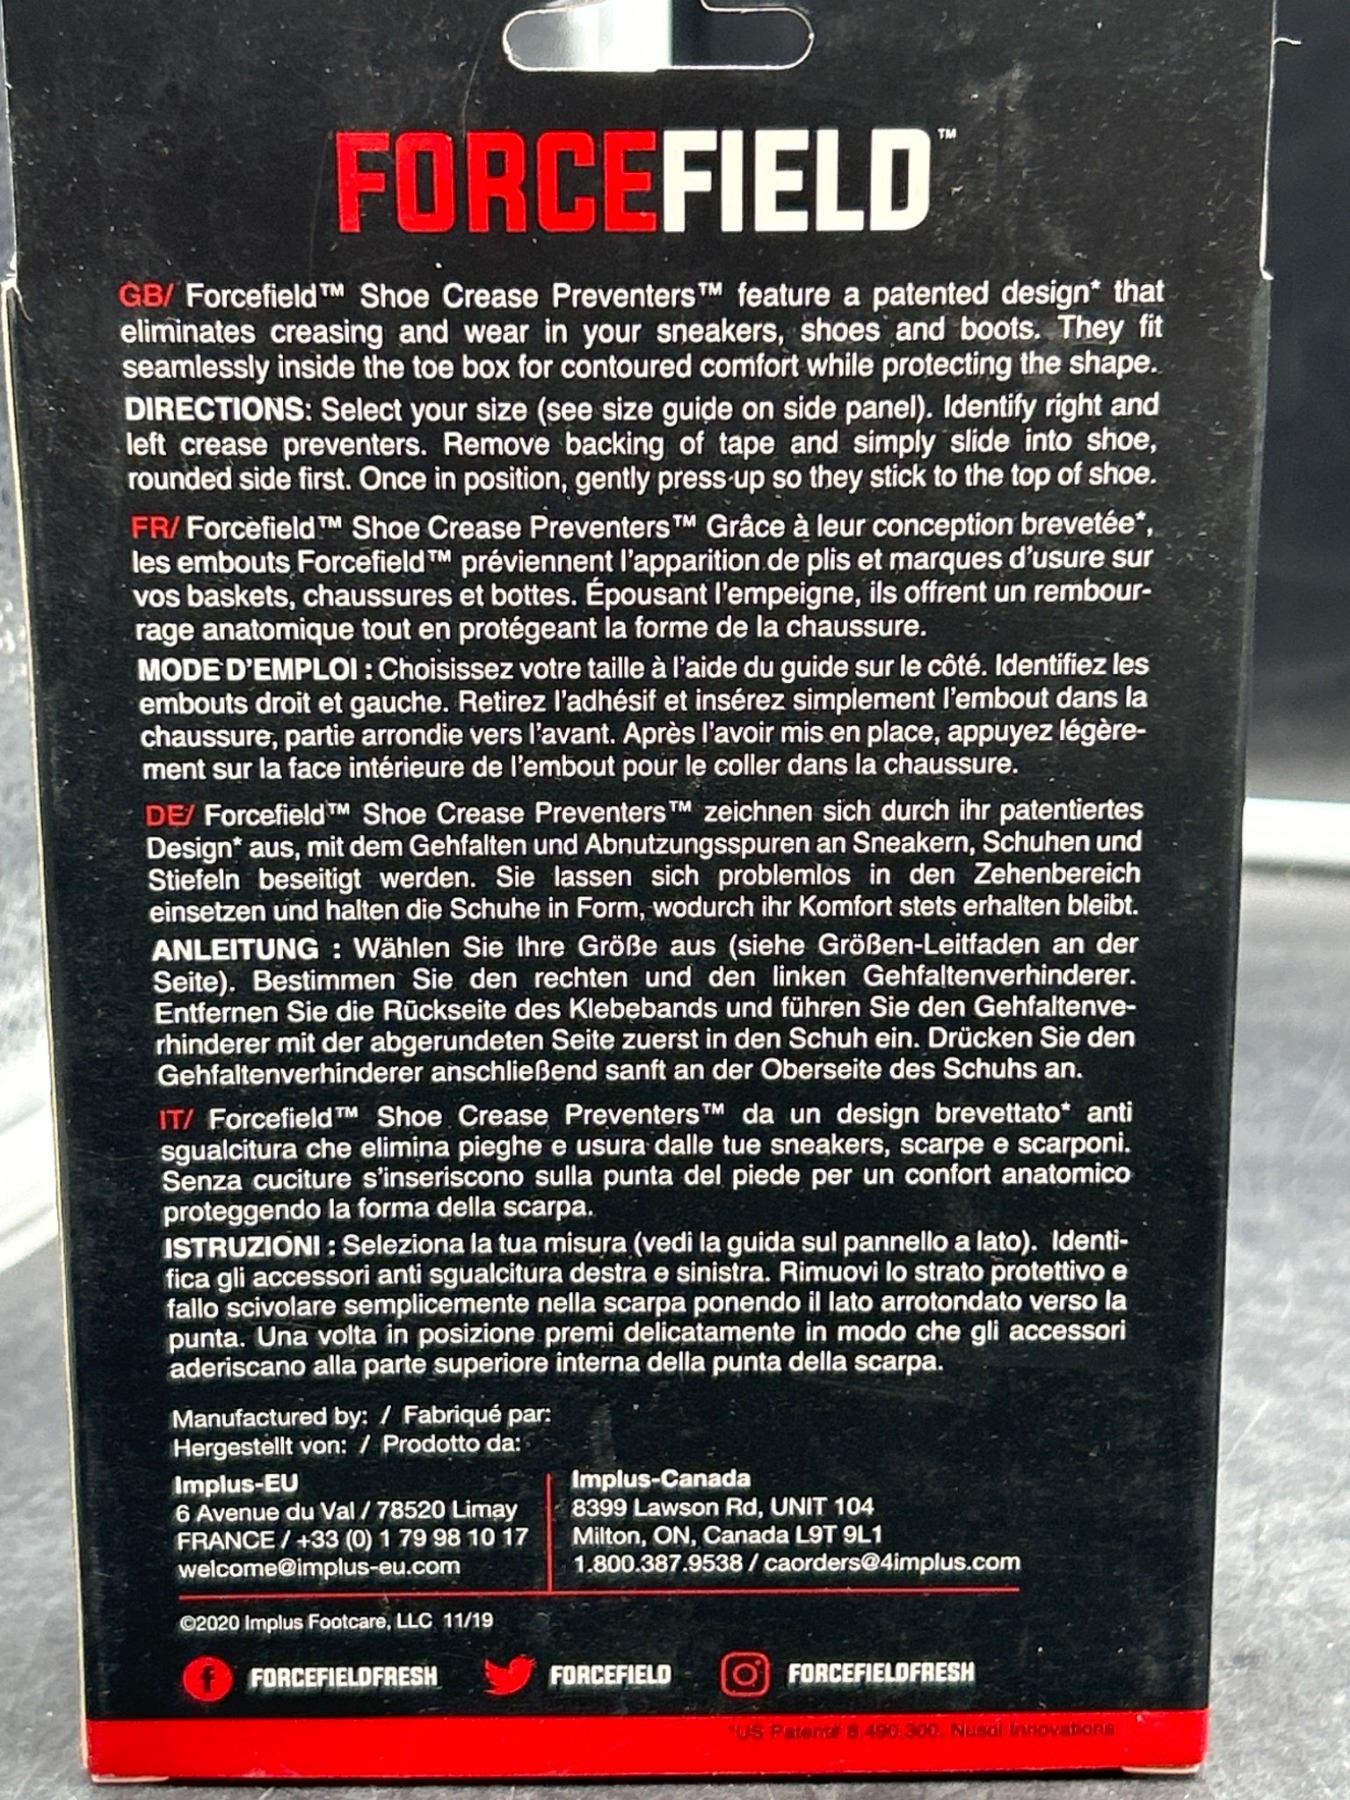 FORCEFIELD™
GB/ Forcefield™ Shoe Crease Preventers™ feature a patented design* that
eliminates creasing and wear in your sneakers, shoes and boots. They fit
seamlessly inside the toe box for contoured comfort while protecting the shape.
DIRECTIONS: Select your size (see size guide on side panel). Identify right and
left crease preventers. Remove backing of tape and simply slide into shoe,
rounded side first. Once in position, gently press up so they stick to the top of shoe.
FR/ Forcefield™ Shoe Crease Preventers™ Grâce à leur conception brevetée*,
les embouts Forcefield™ préviennent l'apparition de plis et marques d'usure sur
vos baskets, chaussures et bottes. Épousant l'empeigne, ils offrent un rembour-
rage anatomique tout en protégeant la forme de la chaussure.
MODE D'EMPLOI : Choisissez votre taille à l'aide du guide sur le côté. Identifiez les
embouts droit et gauche. Retirez l'adhésif et insérez simplement l'embout dans la
chaussure, partie arrondie vers l'avant. Après l'avoir mis en place, appuyez légère-
ment sur la face intérieure de l'embout pour le coller dans la chaussure.
DE/ Forcefield™ Shoe Crease Preventers™ zeichnen sich durch ihr patentiertes
Design* aus, mit dem Gehfalten und Abnutzungsspuren an Sneakern, Schuhen und
Stiefeln beseitigt werden. Sie lassen sich problemlos in den Zehenbereich
einsetzen und halten die Schuhe in Form, wodurch ihr Komfort stets erhalten bleibt.
ANLEITUNG : Wählen Sie Ihre Größe aus (siehe Größen-Leitfaden an der
Seite). Bestimmen Sie den rechten und den linken Gehfaltenverhinderer.
Entfernen Sie die Rückseite des Klebebands und führen Sie den Gehfaltenve-
rhinderer mit der abgerundeten Seite zuerst in den Schuh ein. Drücken Sie den
Gehfaltenverhinderer anschließend sanft an der Oberseite des Schuhs an.
IT/ Forcefield™ Shoe Crease Preventers™ da un design brevettato* anti
sgualcitura che elimina pieghe e usura dalle tue sneakers, scarpe e scarponi.
Senza cuciture s'inseriscono sulla punta del piede per un confort anatomico
proteggendo la forma della scarpa.
ISTRUZIONI : Seleziona la tua misura (vedi la guida sul pannello a lato). Identi-
fica gli accessori anti sgualcitura destra e sinistra. Rimuovi lo strato protettivo e
fallo scivolare semplicemente nella scarpa ponendo il lato arrotondato verso la
punta. Una volta in posizione premi delicatamente in modo che gli accessori
aderiscano alla parte superiore interna della punta della scarpa.
Manufactured by: / Fabriqué par:
Hergestellt von: / Prodotto da:
Implus-EU
6 Avenue du Val / 78520 Limay
FRANCE / +33 (0) 1 79 98 10 17
welcome@implus-eu.com
Implus-Canada
8399 Lawson Rd, UNIT 104
Milton, ON, Canada L9T 9L1
1.800.387.9538 / caorders@4implus.com
©2020 Implus Footcare, LLC 11/19
FORCEFIELDFRESH FORCEFIELD FORCEFIELDFRESH
*US Patent# 8,490,300. Nusol Innovations